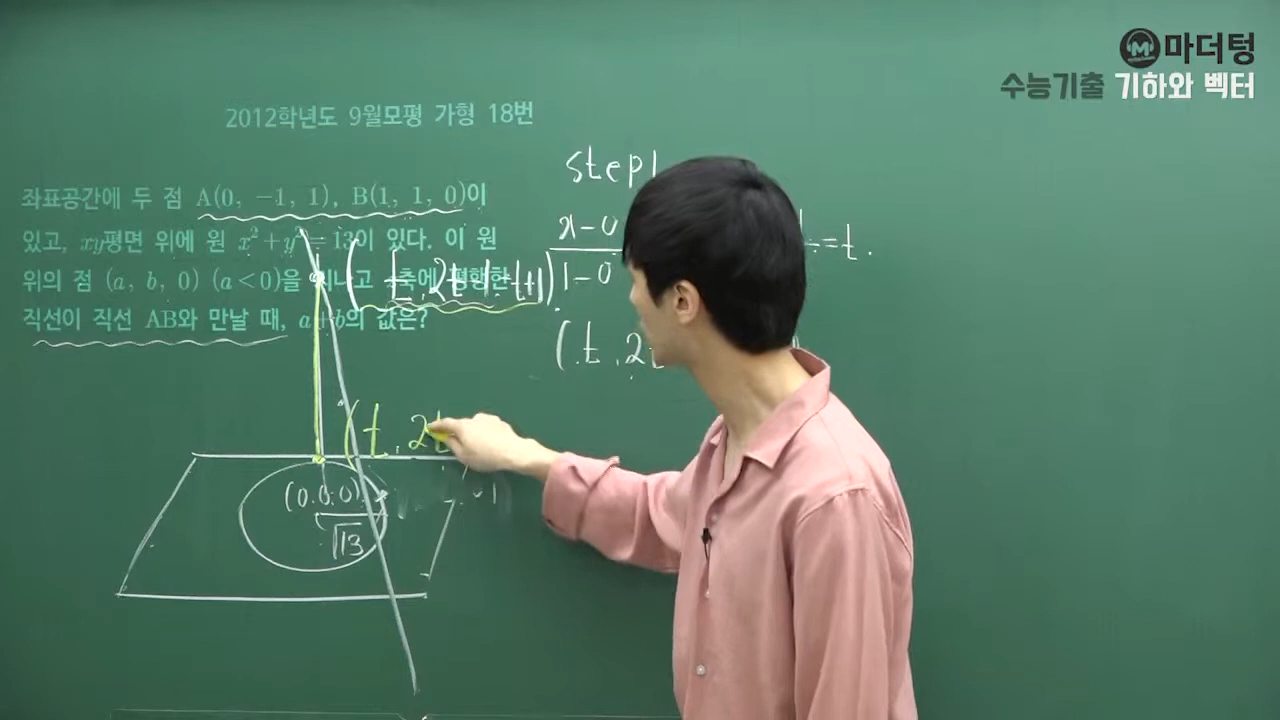 마더텅
수능기출 기하와 벡터
2012학년도 9월모평 가형 18번
좌표공간에 두 점 A(0, −1, 1), B(1, 1, 0)이
있고, xy평면 위에 원 x²+y²=13이 있다. 이 원
위의 점 (a, b, 0) (a<0)을 지나고 축에 평행한
직선이 직선 AB와 만날 때, a+b의 값은?
step1
x-0
1-0
=t.
(t, 2
(t, 2t-1, -t+1)
(t, 2t
(0,0,0)
√13